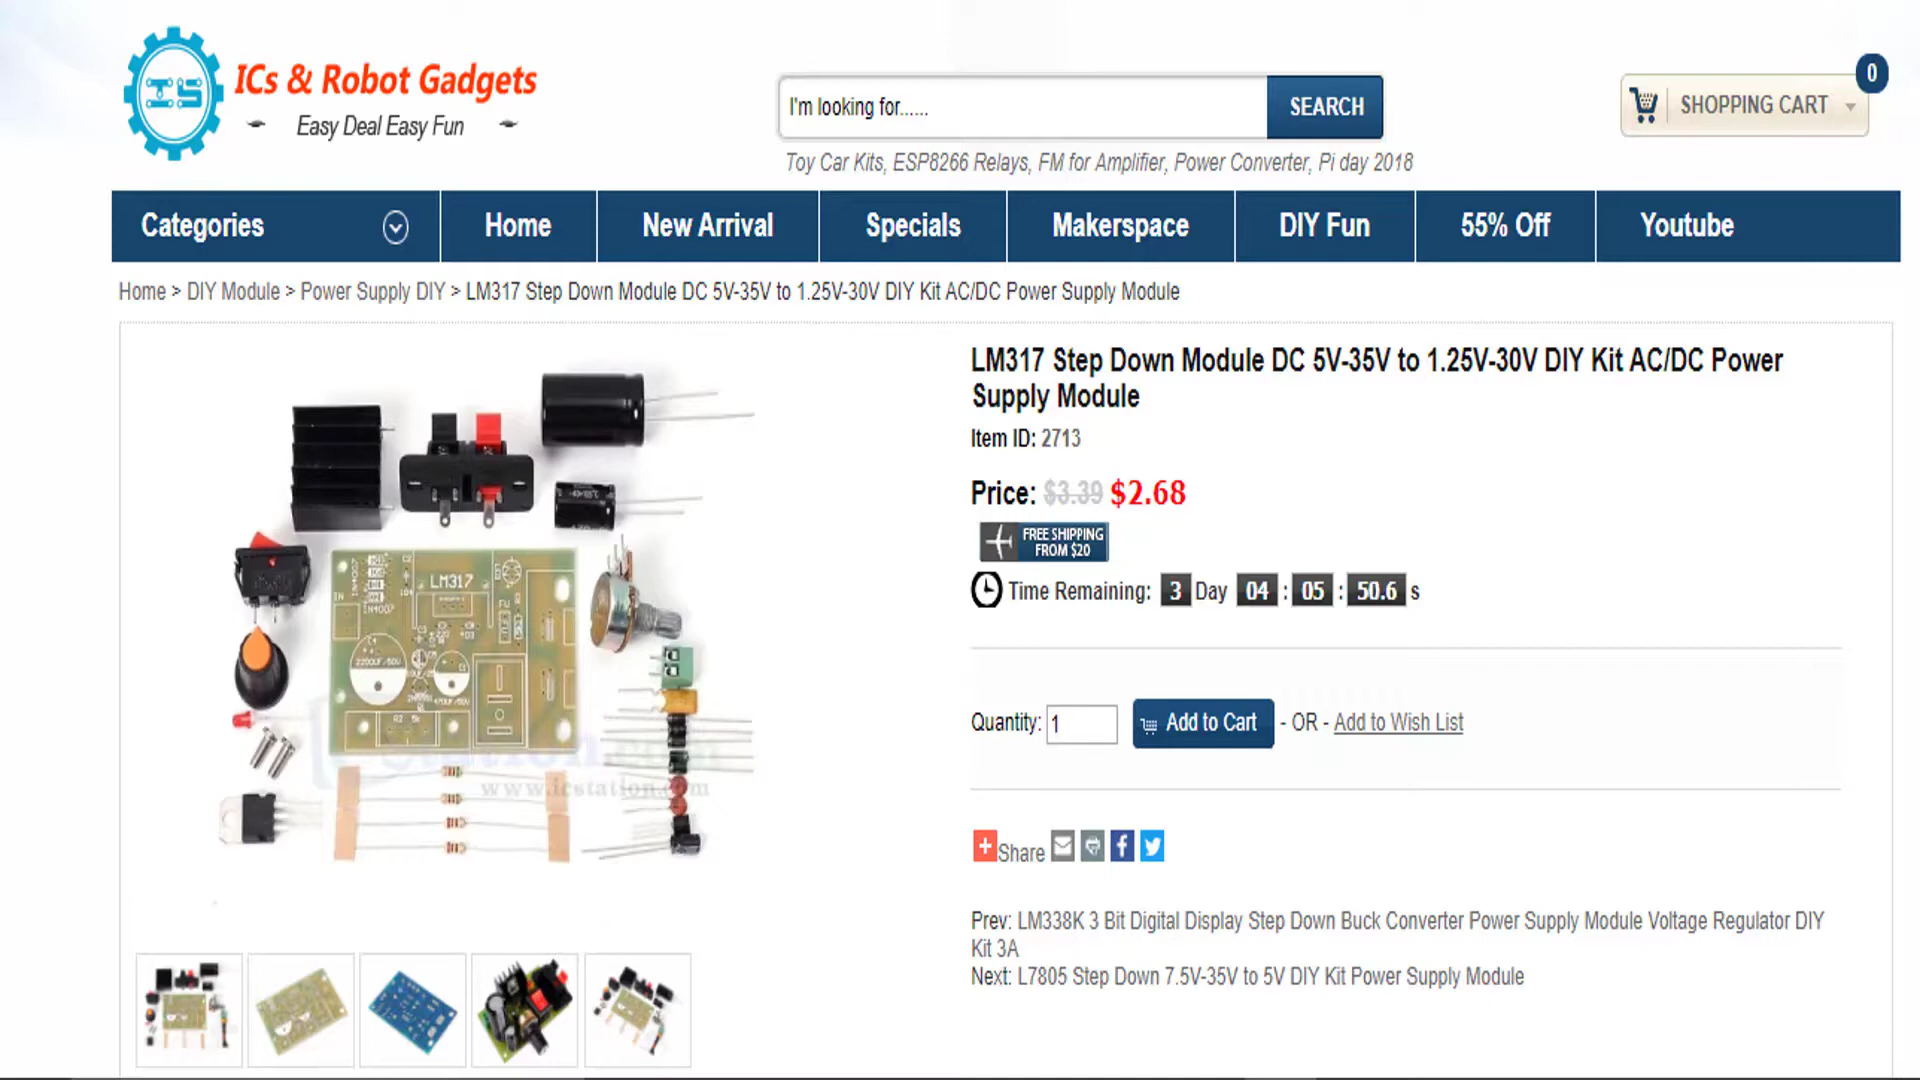 ICs & Robot Gadgets
Easy Deal Easy Fun
I'm looking for......
SEARCH
0
SHOPPING CART
Toy Car Kits, ESP8266 Relays, FM for Amplifier, Power Converter, Pi day 2018
Categories
Home
New Arrival
Specials
Makerspace
DIY Fun
55% Off
Youtube
Home > DIY Module > Power Supply DIY > LM317 Step Down Module DC 5V-35V to 1.25V-30V DIY Kit AC/DC Power Supply Module
LM317 Step Down Module DC 5V-35V to 1.25V-30V DIY Kit AC/DC Power
Supply Module
Item ID: 2713
Price: $3.39 $2.68
FREE SHIPPING
FROM $20
Time Remaining: 3 Day 04 : 05 : 50.6 s
Quantity: 1 Add to Cart - OR - Add to Wish List
Share
Prev: LM338K 3 Bit Digital Display Step Down Buck Converter Power Supply Module Voltage Regulator DIY
Kit 3A
Next: L7805 Step Down 7.5V-35V to 5V DIY Kit Power Supply Module
LM317
IN
1N4007
2200UF/50V
R2 5k
www.icstation.com